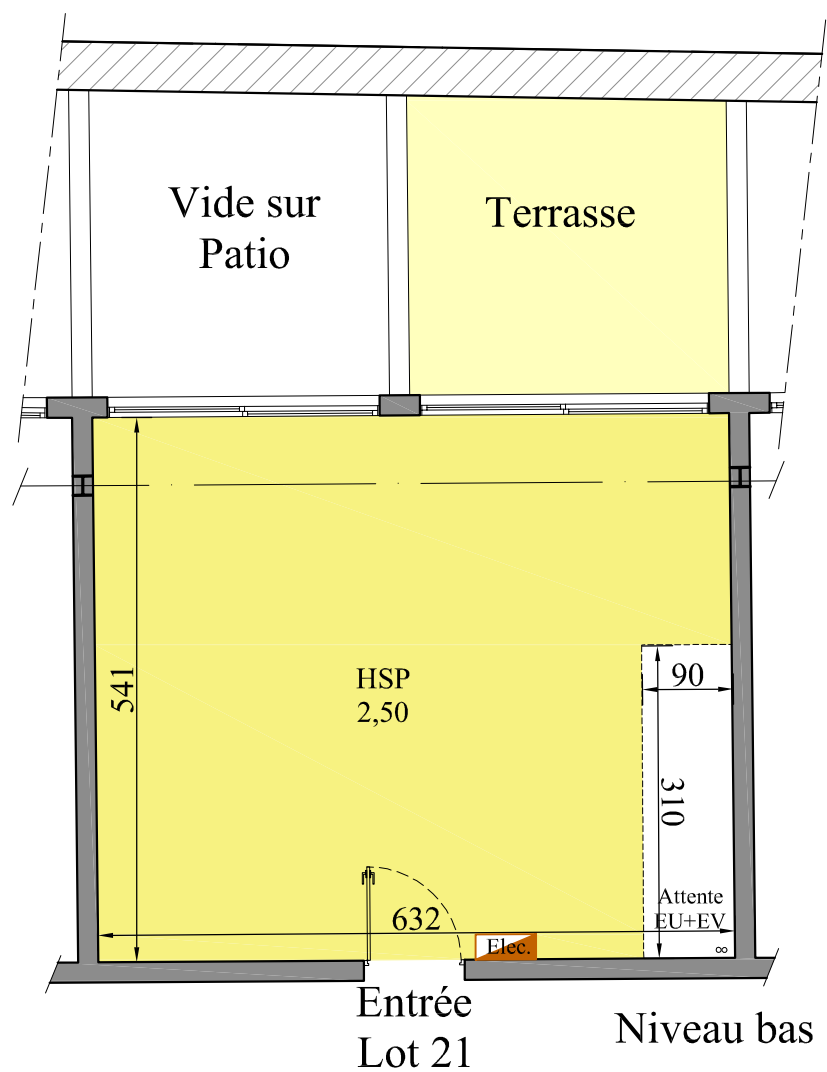 Vide sur
Patio
Terrasse
541
HSP
2,50
90
310
Attente
EU+EV
632
Elec.
∞
Entrée
Lot 21
Niveau bas